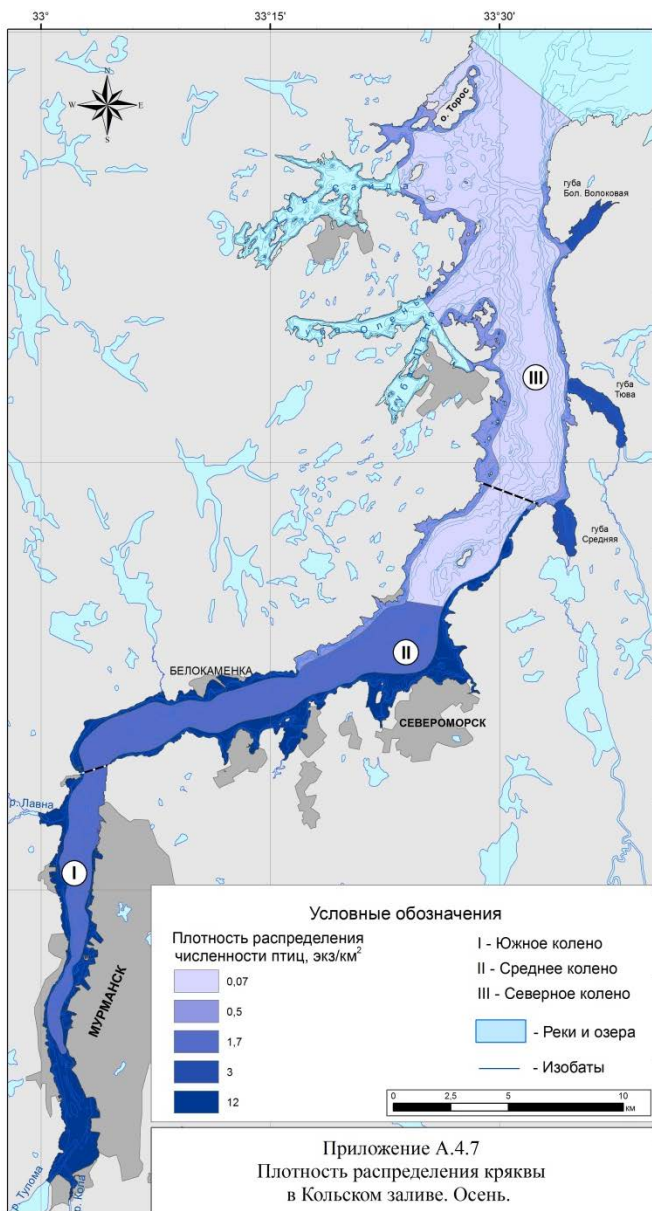 33°
33°15'
33°30'
N
W
E
S
о. Торос
губа
Бол. Волоковая
III
губа
Тюва
губа
Средняя
БЕЛОКАМЕНКА
II
СЕВЕРОМОРСК
р. Лавна
I
МУРМАНСК
р. Тулома
р. Кола
Условные обозначения
Плотность распределения
численности птиц, экз/км²
0,07
0,5
1,7
3
12
I - Южное колено
II - Среднее колено
III - Северное колено
- Реки и озера
- Изобаты
0 2,5 5 10
км
Приложение А.4.7
Плотность распределения кряквы
в Кольском заливе. Осень.